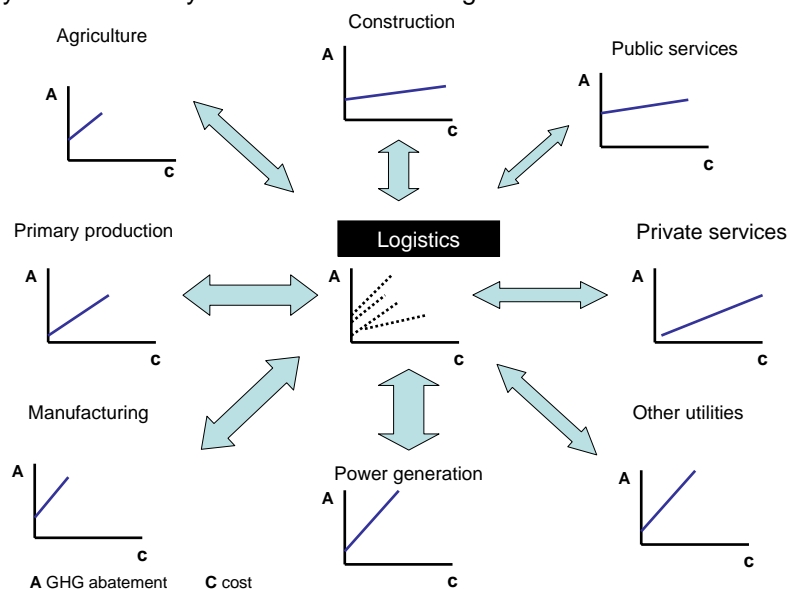 Construction
Agriculture
Public services
A
C
A
C
A
C
Primary production
Logistics
Private services
A
C
A
C
A
C
Manufacturing
Power generation
Other utilities
A
C
A
C
A
C
A GHG abatement C cost